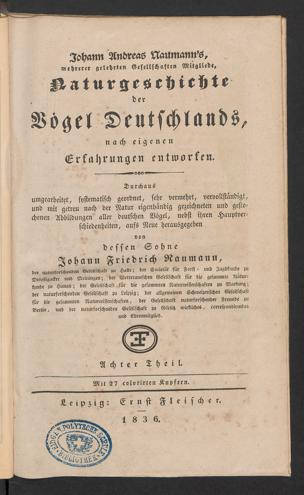 Johann Andreas Naumann's,
mehrerer gelehrten Gesellschaften Mitgliede,
Naturgeschichte
der
Vögel Deutschlands,
nach eigenen
Erfahrungen entworfen.
Durchaus
umgearbeitet, systematisch geordnet, sehr vermehrt, vervollständigt,
und mit getreu nach der Natur eigenhändig gezeichneten und gesto-
chenen Abbildungen aller deutschen Vögel, nebst ihren Hauptver-
schiedenheiten, aufs Neue herausgegeben
von
dessen Sohne
Johann Friedrich Naumann,
der naturforschenden Gesellschaft zu Halle; der Societät für Forst- und Jagdkunde zu
Dreißigacker und Meiningen; der Wetterauischen Gesellschaft für die gesammte Natur-
kunde zu Hanau; der Gesellschaft für die gesammten Naturwissenschaften zu Marburg;
der naturforschenden Gesellschaft zu Leipzig; der allgemeinen Schweizerischen Gesellschaft
für die gesammten Naturwissenschaften, der Gesellschaft naturforschender Freunde zu
Berlin, und der naturforschenden Gesellschaft zu Görlitz wirkliches, correspondirendes
und Ehrenmitglied.
Achter Theil.
Mit 27 colorirten Kupfern.
Leipzig: Ernst Fleischer.
1836.
BIBLIOTHEK